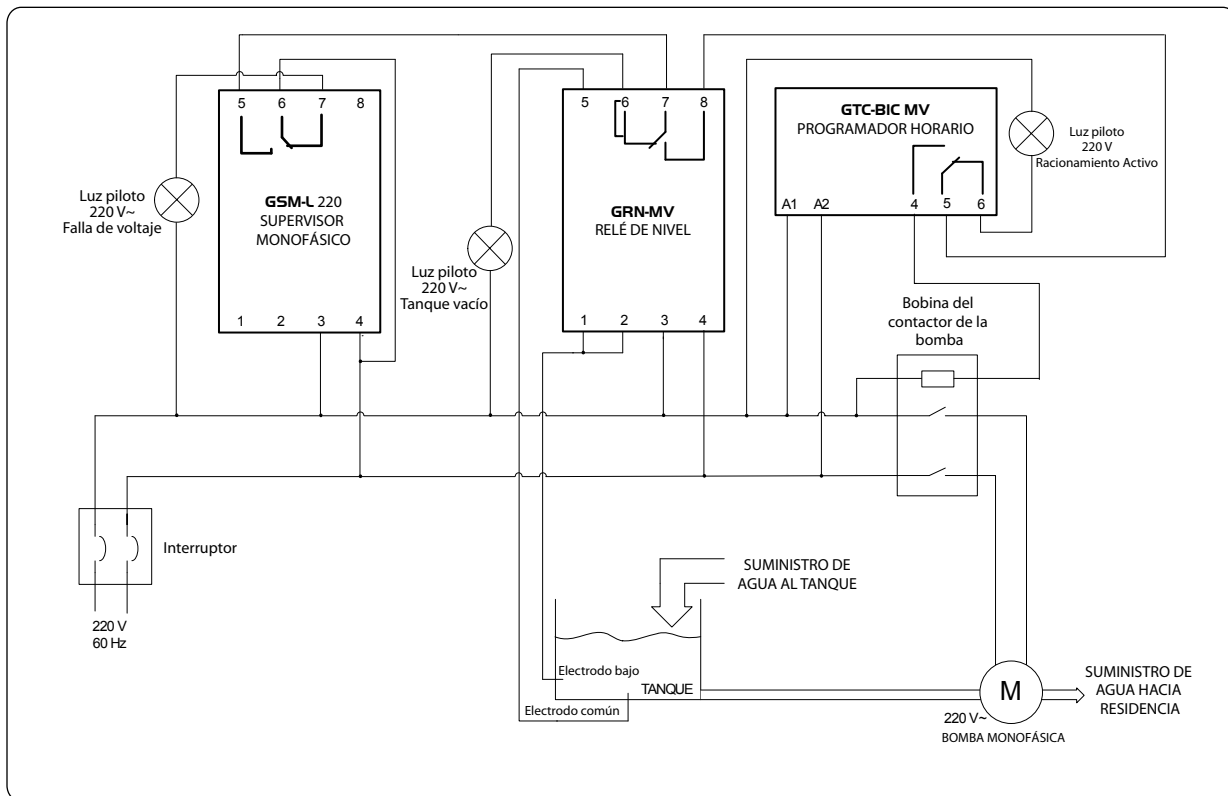 5 6 7 8
GSM-L 220
SUPERVISOR
MONOFÁSICO
1 2 3 4
Luz piloto
220 V~
Falla de voltaje
5 6 7 8
GRN-MV
RELÉ DE NIVEL
1 2 3 4
Luz piloto
220 V~
Tanque vacío
GTC-BIC MV
PROGRAMADOR HORARIO
A1 A2 4 5 6
Luz piloto
220 V
Racionamiento Activo
Bobina del
contactor de la
bomba
Interruptor
220 V
60 Hz
SUMINISTRO DE
AGUA AL TANQUE
Electrodo bajo
TANQUE
Electrodo común
M
220 V~
BOMBA MONOFÁSICA
SUMINISTRO DE
AGUA HACIA
RESIDENCIA